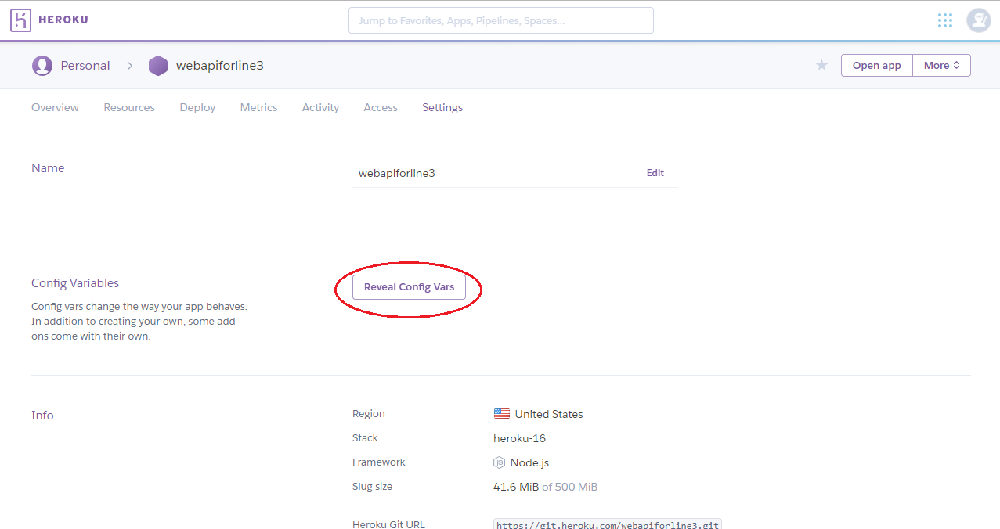 HEROKU
Jump to Favorites, Apps, Pipelines, Spaces...
Personal > webapiforline3
Open app
More
Overview Resources Deploy Metrics Activity Access Settings
Name
webapiforline3
Edit
Config Variables
Reveal Config Vars
Config vars change the way your app behaves.
In addition to creating your own, some add-
ons come with their own.
Info
Region United States
Stack heroku-16
Framework Node.js
Slug size 41.6 MiB of 500 MiB
Heroku Git URL https://git.heroku.com/webapiforline3.git